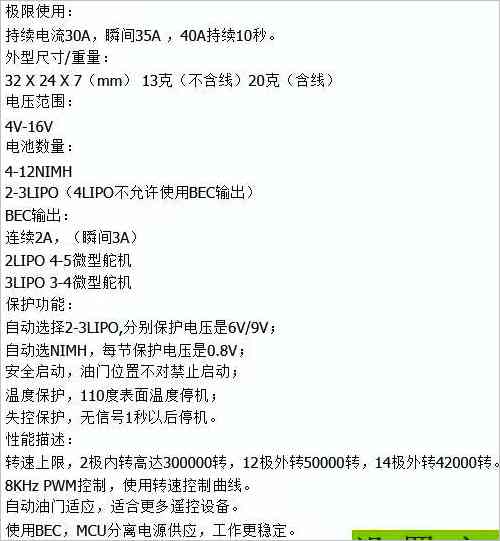 极限使用:
持续电流30A，瞬间35A ，40A持续10秒。
外型尺寸/重量:
32 X 24 X 7（mm） 13克（不含线）20克（含线）
电压范围:
4V-16V
电池数量:
4-12NIMH
2-3LIPO（4LIPO不允许使用BEC输出）
BEC输出:
连续2A，（瞬间3A）
2LIPO 4-5微型舵机
3LIPO 3-4微型舵机
保护功能:
自动选择2-3LIPO,分别保护电压是6V/9V；
自动选NIMH，每节保护电压是0.8V；
安全启动，油门位置不对禁止启动；
温度保护，110度表面温度停机；
失控保护，无信号1秒以后停机。
性能描述:
转速上限，2极内转高达300000转，12极外转50000转，14极外转42000转。
8KHz PWM控制，使用转速控制曲线。
自动油门适应，适合更多遥控设备。
使用BEC，MCU分离电源供应，工作更稳定。